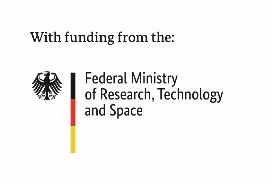 With funding from the:
Federal Ministry
of Research, Technology
and Space